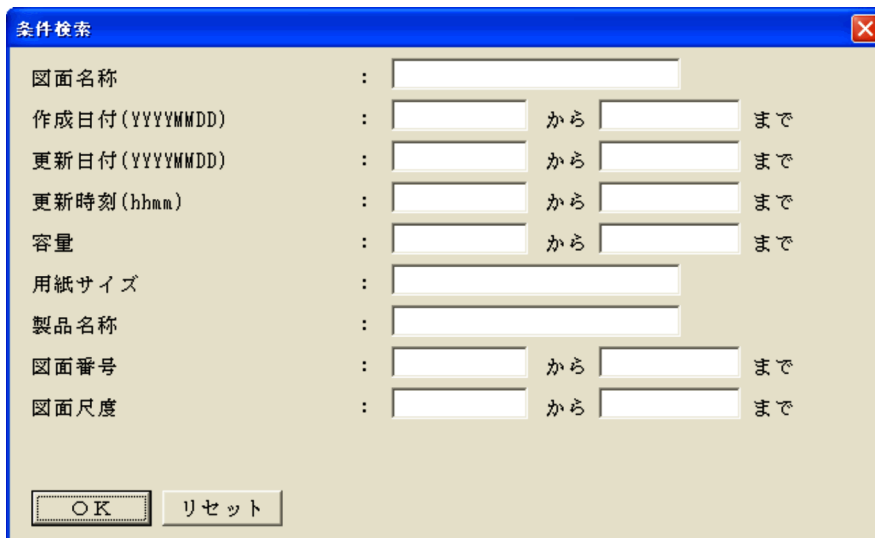 条件検索
図面名称 :
作成日付(YYYYMMDD) : から まで
更新日付(YYYYMMDD) : から まで
更新時刻(hhmm) : から まで
容量 : から まで
用紙サイズ :
製品名称 :
図面番号 : から まで
図面尺度 : から まで
ＯＫ リセット